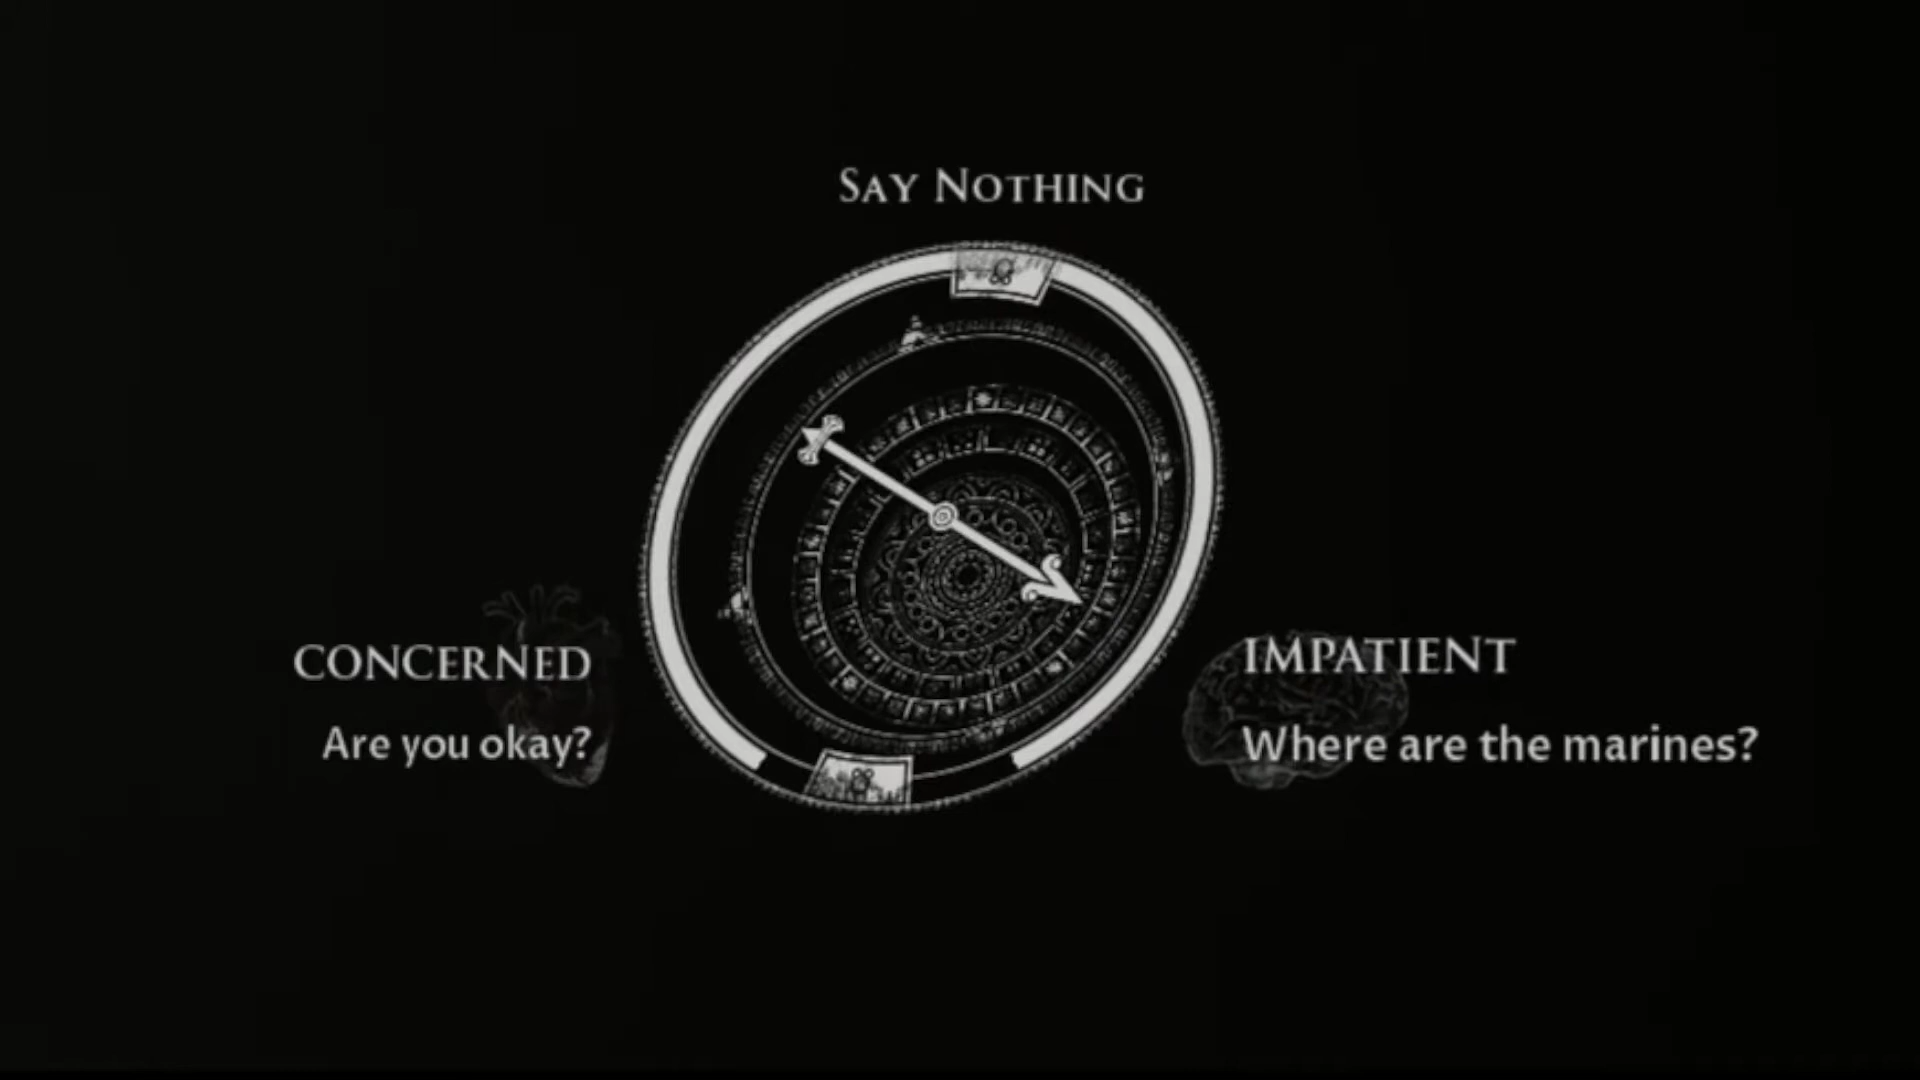 SAY NOTHING
CONCERNED
Are you okay?
IMPATIENT
Where are the marines?